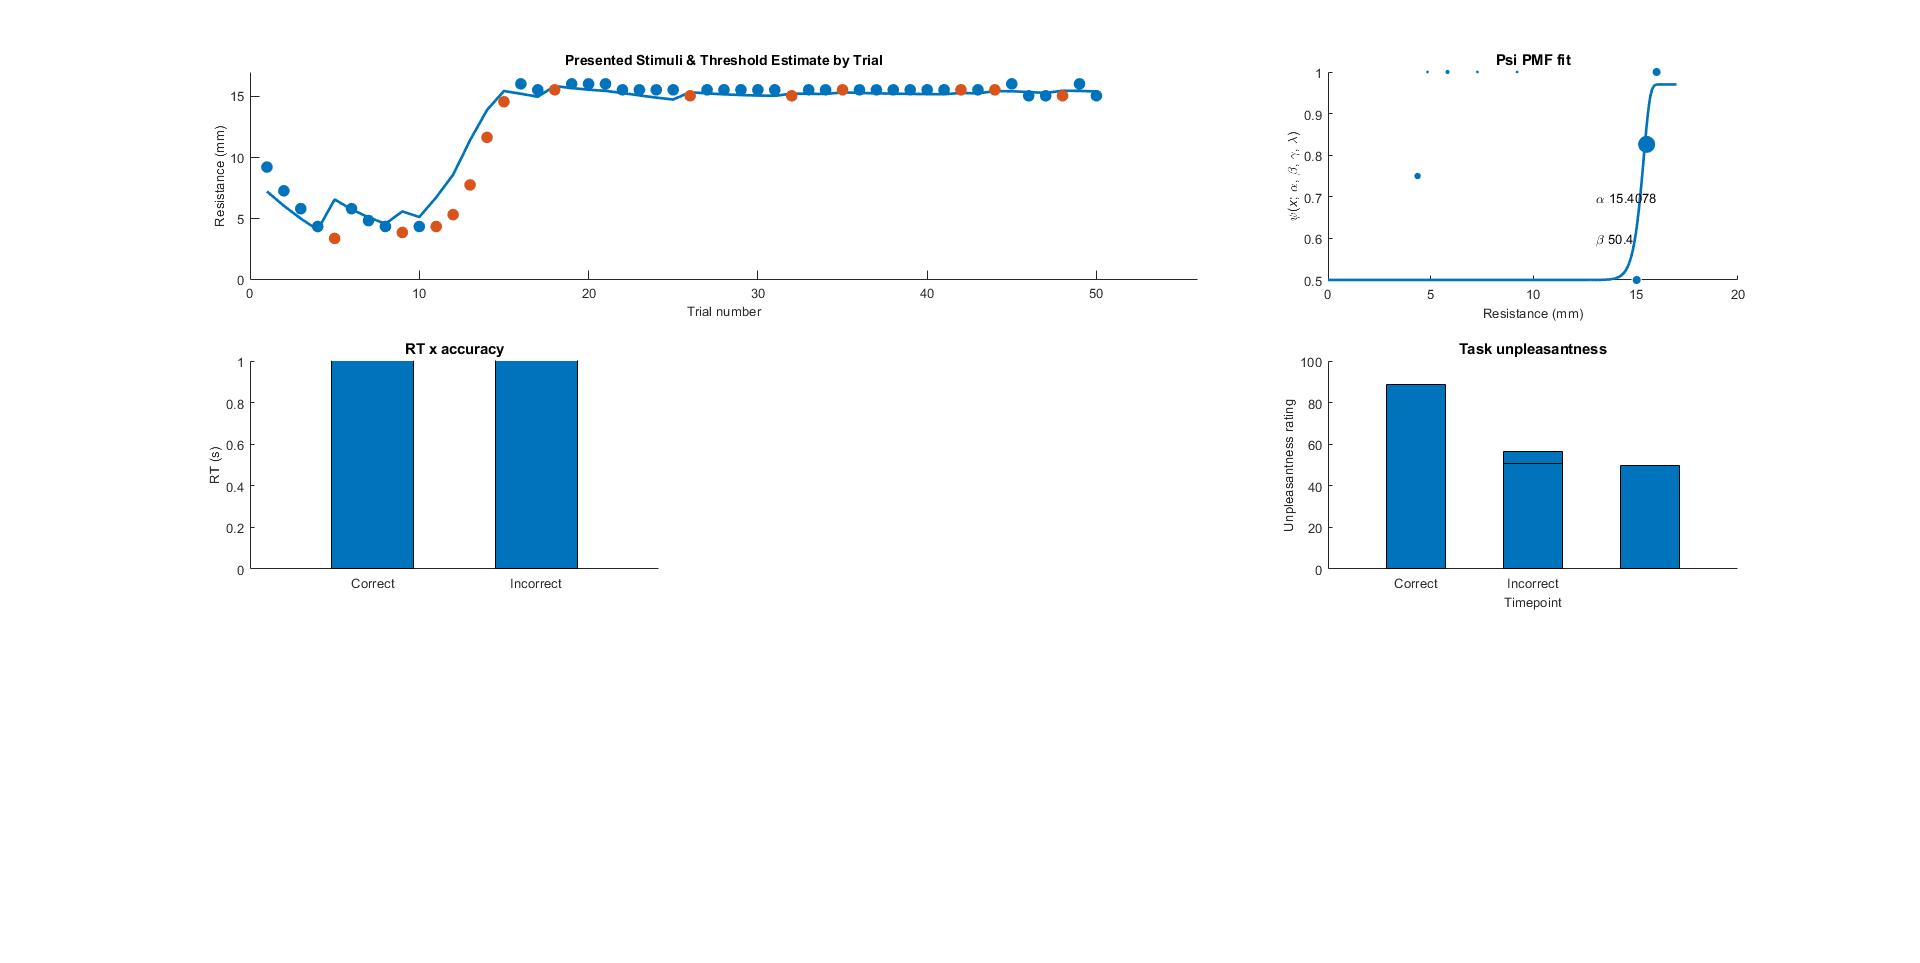 Presented Stimuli & Threshold Estimate by Trial
Resistance (mm)
15
10
5
0
0 10 20 30 40 50
Trial number
Psi PMF fit
ψ(x; α, β, γ, λ)
1
0.9
0.8
0.7
0.6
0.5
α 15.4078
β 50.4
0 5 10 15 20
Resistance (mm)
RT x accuracy
RT (s)
1
0.8
0.6
0.4
0.2
0
Correct Incorrect
Task unpleasantness
Unpleasantness rating
100
80
60
40
20
0
Correct Incorrect
Timepoint